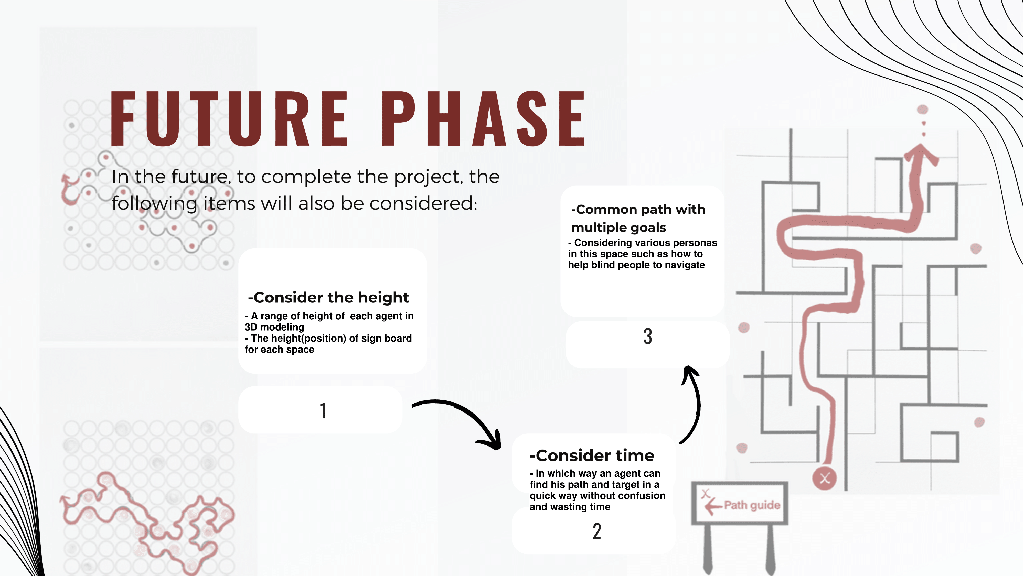 FUTURE PHASE
In the future, to complete the project, the
following items will also be considered:
-Consider the height
- A range of height of each agent in
3D modeling
- The height(position) of sign board
for each space
1
-Consider time
- In which way an agent can
find his path and target in a
quick way without confusion
and wasting time
2
-Common path with
multiple goals
- Considering various personas
in this space such as how to
help blind people to navigate
3
X
X
Path guide